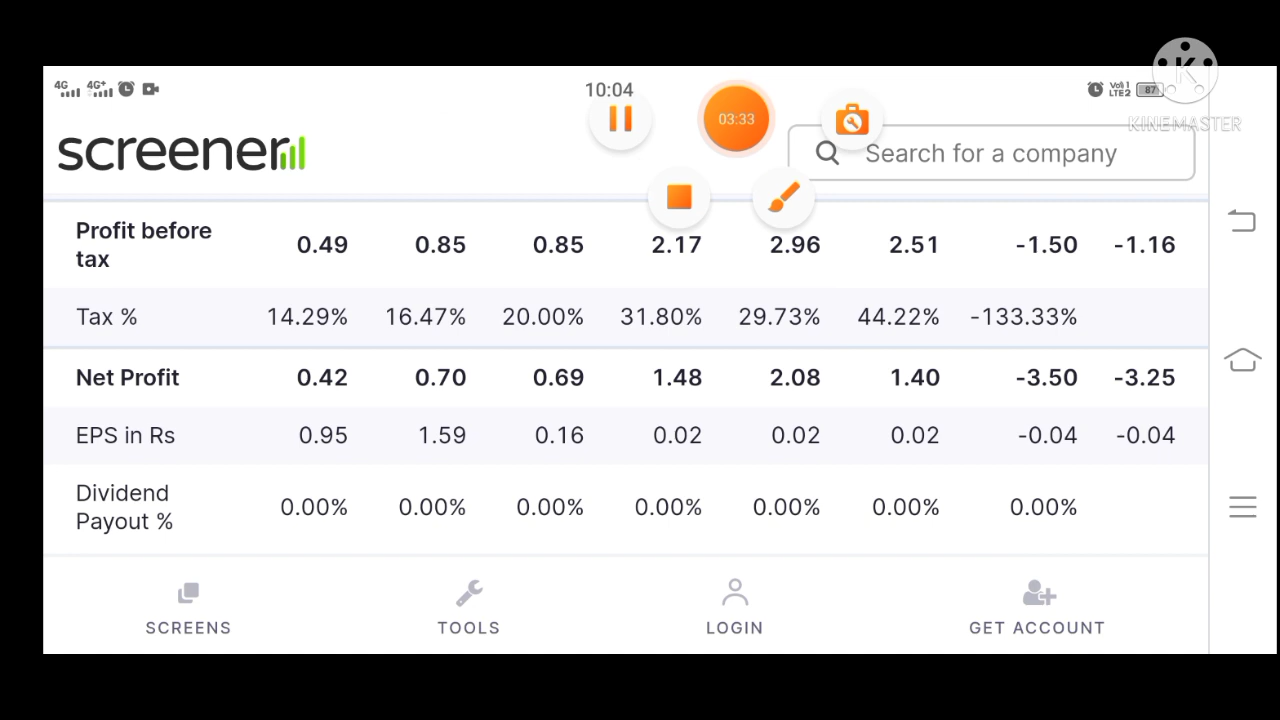 4G 4G+ 10:04 VoI 1 LTE2 87
K
KINEMASTER
03:33
screener Search for a company
Profit before tax 0.49 0.85 0.85 2.17 2.96 2.51 -1.50 -1.16
Tax % 14.29% 16.47% 20.00% 31.80% 29.73% 44.22% -133.33%
Net Profit 0.42 0.70 0.69 1.48 2.08 1.40 -3.50 -3.25
EPS in Rs 0.95 1.59 0.16 0.02 0.02 0.02 -0.04 -0.04
Dividend Payout % 0.00% 0.00% 0.00% 0.00% 0.00% 0.00% 0.00%
SCREENS TOOLS LOGIN GET ACCOUNT